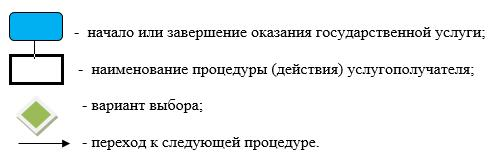 - начало или завершение оказания государственной услуги;
- наименование процедуры (действия) услугополучателя;
- вариант выбора;
- переход к следующей процедуре.